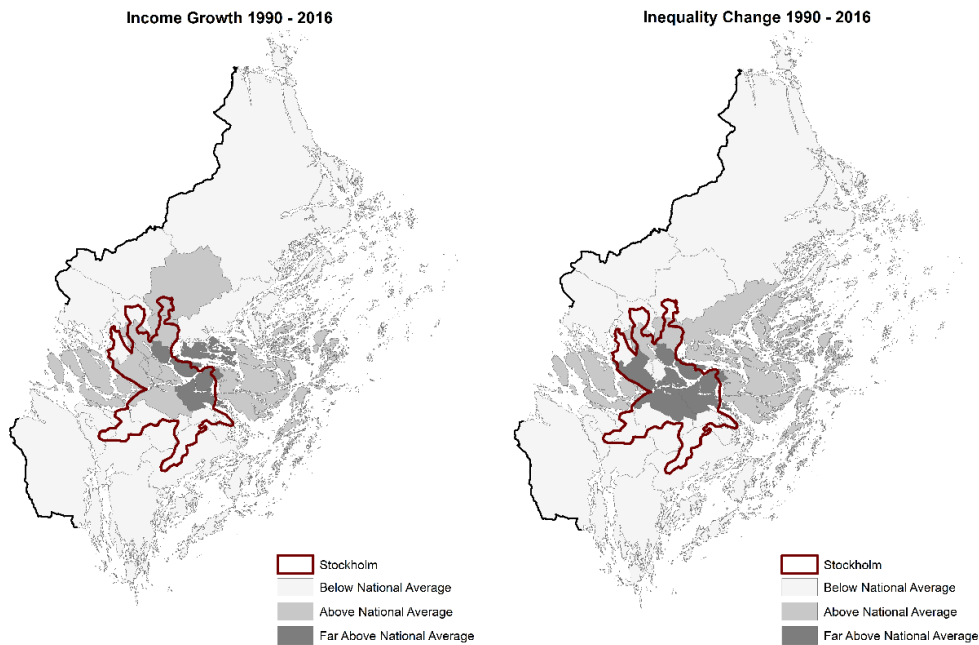 Income Growth 1990 - 2016
Stockholm
Below National Average
Above National Average
Far Above National Average
Inequality Change 1990 - 2016
Stockholm
Below National Average
Above National Average
Far Above National Average